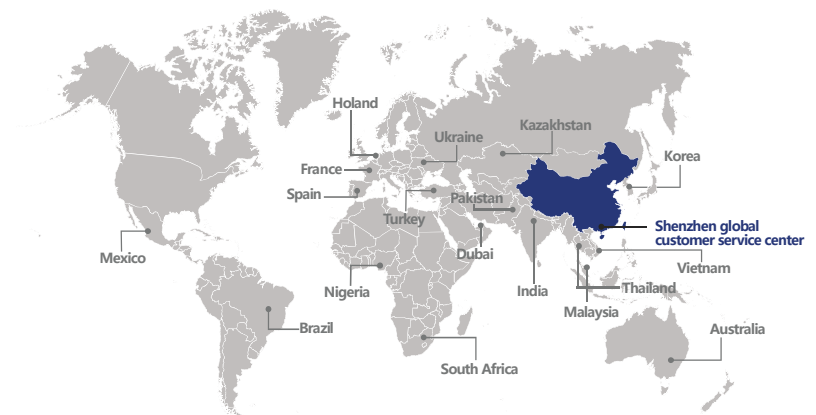 Holand
Ukraine
Kazakhstan
Korea
France
Spain
Pakistan
Turkey
Shenzhen global
customer service center
Mexico
Dubai
Vietnam
Nigeria
India
Thailand
Malaysia
Brazil
Australia
South Africa